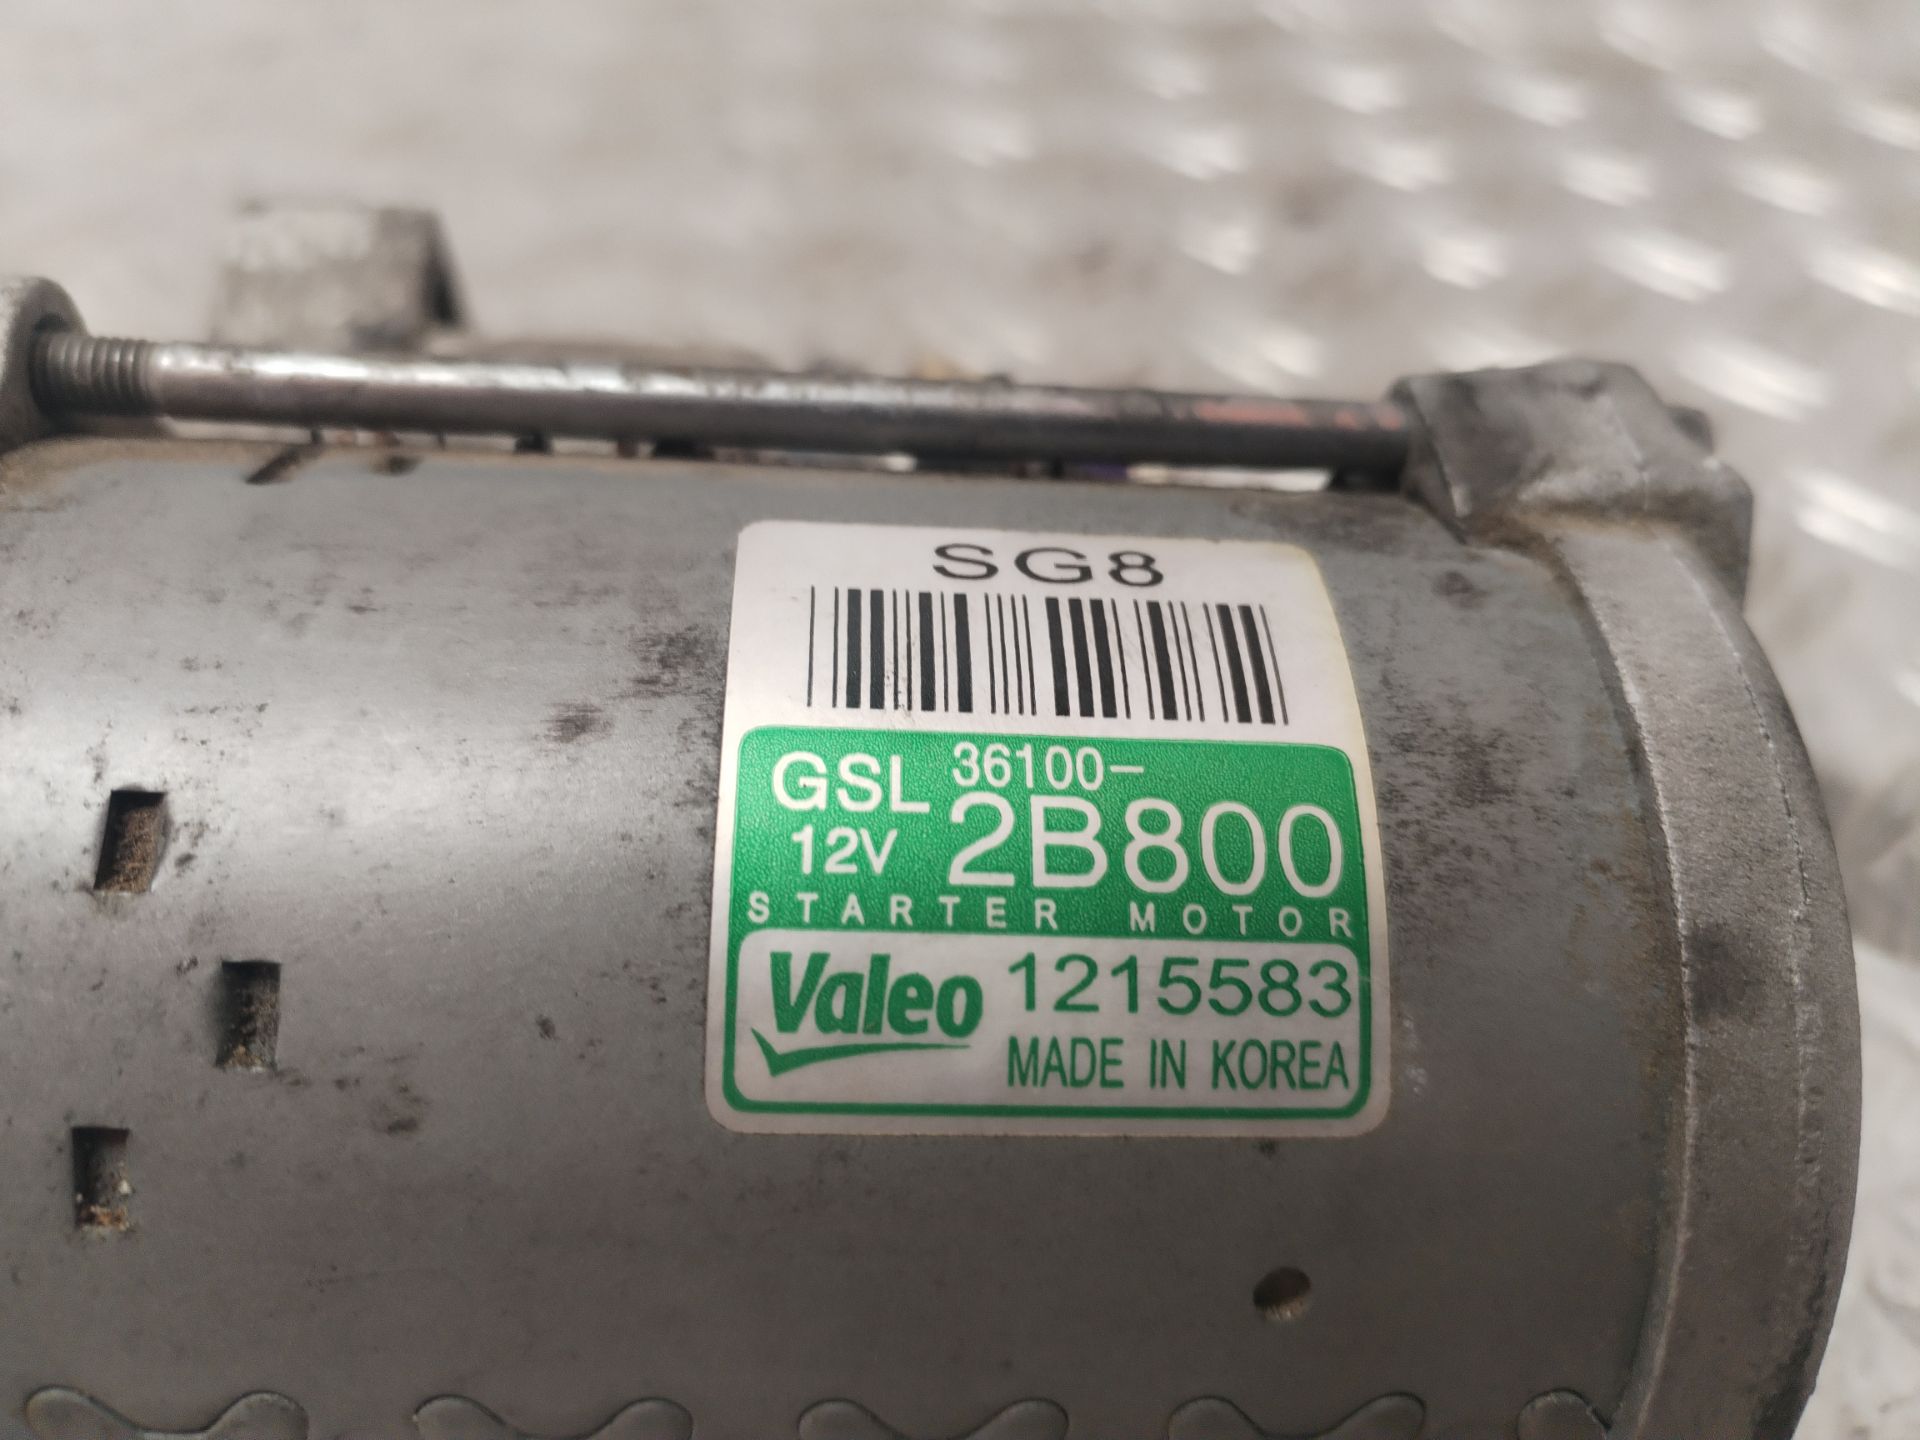 SG8
GSL 36100-
12V 2B800
STARTER MOTOR
Valeo 1215583
MADE IN KOREA